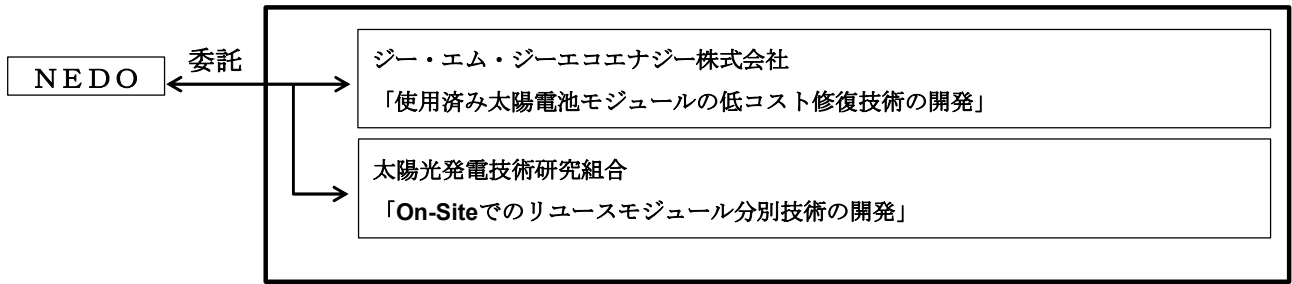 NEDO
委託
ジー・エム・ジーエコエナジー株式会社
「使用済み太陽電池モジュールの低コスト修復技術の開発」
太陽光発電技術研究組合
「On-Siteでのリユースモジュール分別技術の開発」